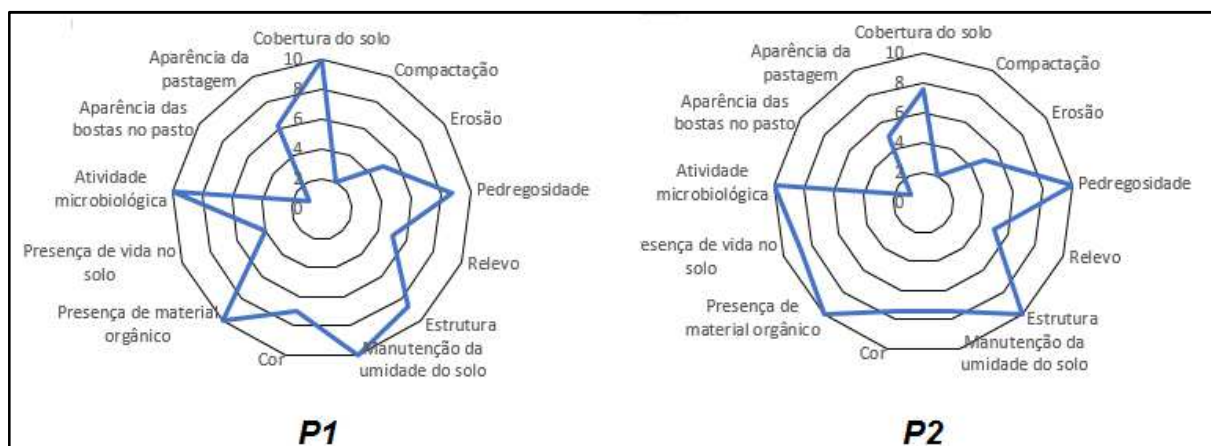 Cobertura do solo
10
8
6
4
2
0
Compactação
Erosão
Pedregosidade
Relevo
Estrutura
Manutenção da
umidade do solo
Cor
Presença de material
orgânico
Presença de vida no
solo
Atividade
microbiológica
Aparência das
bostas no pasto
Aparência da
pastagem
P1
Cobertura do solo
10
8
6
4
2
0
Compactação
Erosão
Pedregosidade
Relevo
Estrutura
Manutenção da
umidade do solo
Cor
Presença de
material orgânico
esença de vida no
solo
Atividade
microbiológica
Aparência das
bostas no pasto
Aparência da
pastagem
P2